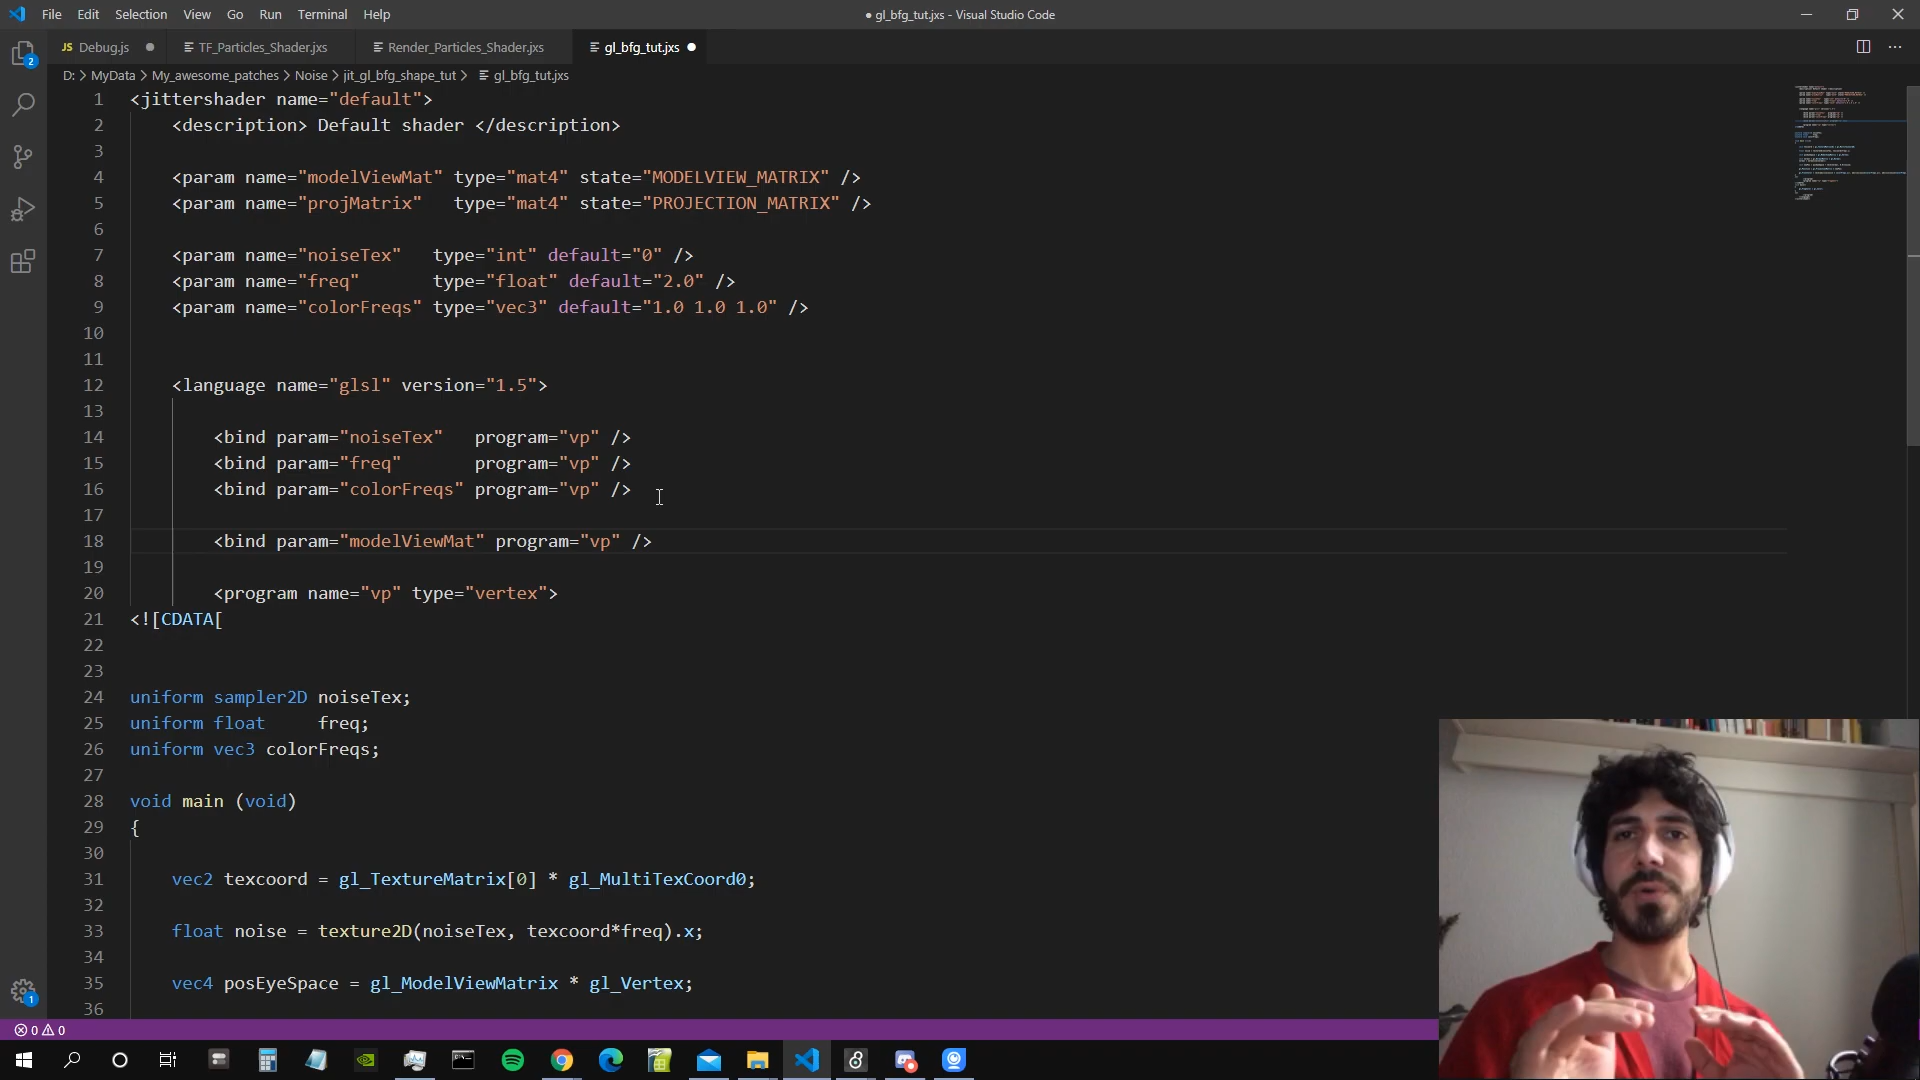 File Edit Selection View Go Run Terminal Help
● gl_bfg_tut.jxs - Visual Studio Code
JS Debug.js ● TF_Particles_Shader.jxs Render_Particles_Shader.jxs gl_bfg_tut.jxs ●
D: > MyData > My_awesome_patches > Noise > jit_gl_bfg_shape_tut > gl_bfg_tut.jxs
1 <jittershader name="default">
2 <description> Default shader </description>
3
4 <param name="modelViewMat" type="mat4" state="MODELVIEW_MATRIX" />
5 <param name="projMatrix" type="mat4" state="PROJECTION_MATRIX" />
6
7 <param name="noiseTex" type="int" default="0" />
8 <param name="freq" type="float" default="2.0" />
9 <param name="colorFreqs" type="vec3" default="1.0 1.0 1.0" />
10
11
12 <language name="glsl" version="1.5">
13
14 <bind param="noiseTex" program="vp" />
15 <bind param="freq" program="vp" />
16 <bind param="colorFreqs" program="vp" />
17
18 <bind param="modelViewMat" program="vp" />
19
20 <program name="vp" type="vertex">
21 <![CDATA[
22
23
24 uniform sampler2D noiseTex;
25 uniform float freq;
26 uniform vec3 colorFreqs;
27
28 void main (void)
29 {
30
31 vec2 texcoord = gl_TextureMatrix[0] * gl_MultiTexCoord0;
32
33 float noise = texture2D(noiseTex, texcoord*freq).x;
34
35 vec4 posEyeSpace = gl_ModelViewMatrix * gl_Vertex;
36
2
1
0 0